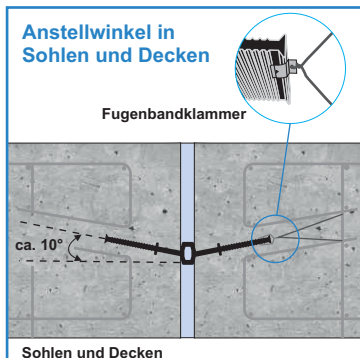 Anstellwinkel in
Sohlen und Decken
Fugenbandklammer
ca. 10°
Sohlen und Decken